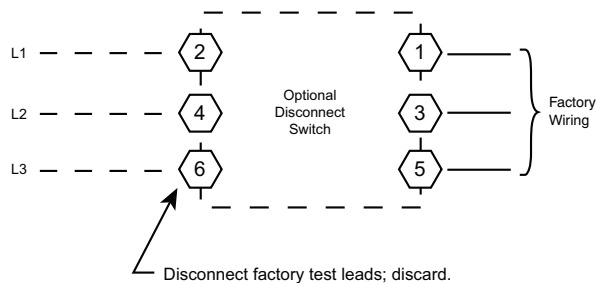 L1
2
1
L2
4
Optional
Disconnect
Switch
3
Factory
Wiring
L3
6
5
Disconnect factory test leads; discard.